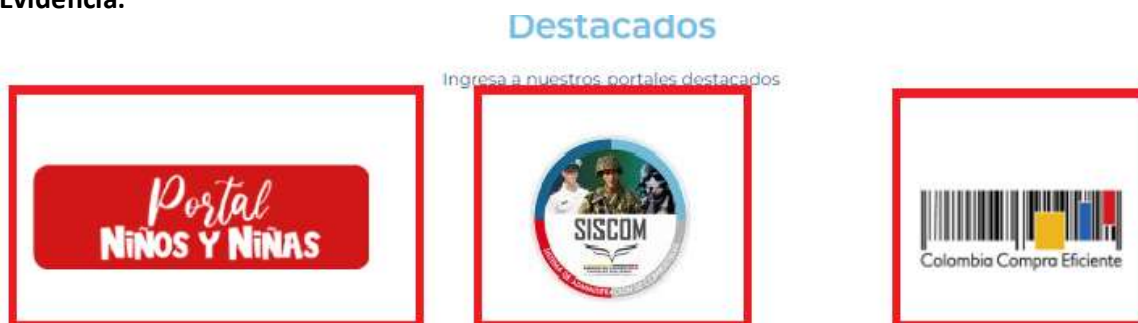 Evidencia:
Destacados
Ingresa a nuestros portales destacados
Portal
NIÑOS Y NIÑAS
SISCOM
Colombia Compra Eficiente